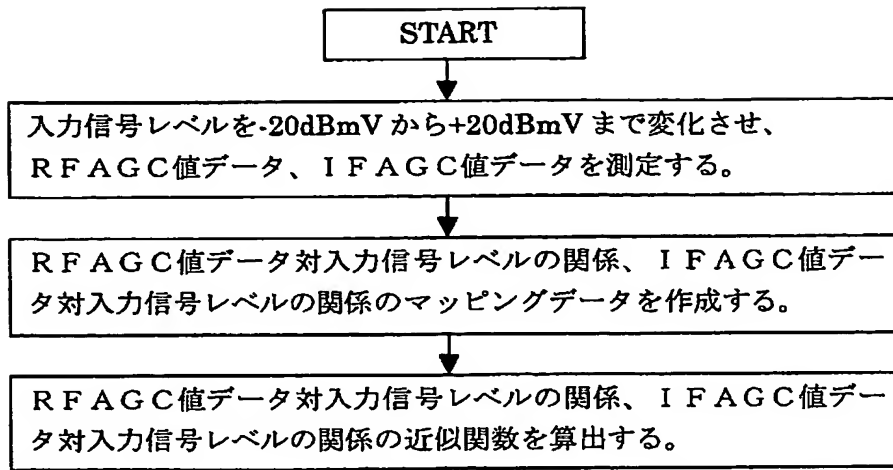 START
入力信号レベルを-20dBmVから+20dBmVまで変化させ、
ＲＦＡＧＣ値データ、ＩＦＡＧＣ値データを測定する。
ＲＦＡＧＣ値データ対入力信号レベルの関係、ＩＦＡＧＣ値デー
タ対入力信号レベルの関係のマッピングデータを作成する。
ＲＦＡＧＣ値データ対入力信号レベルの関係、ＩＦＡＧＣ値デー
タ対入力信号レベルの関係の近似関数を算出する。